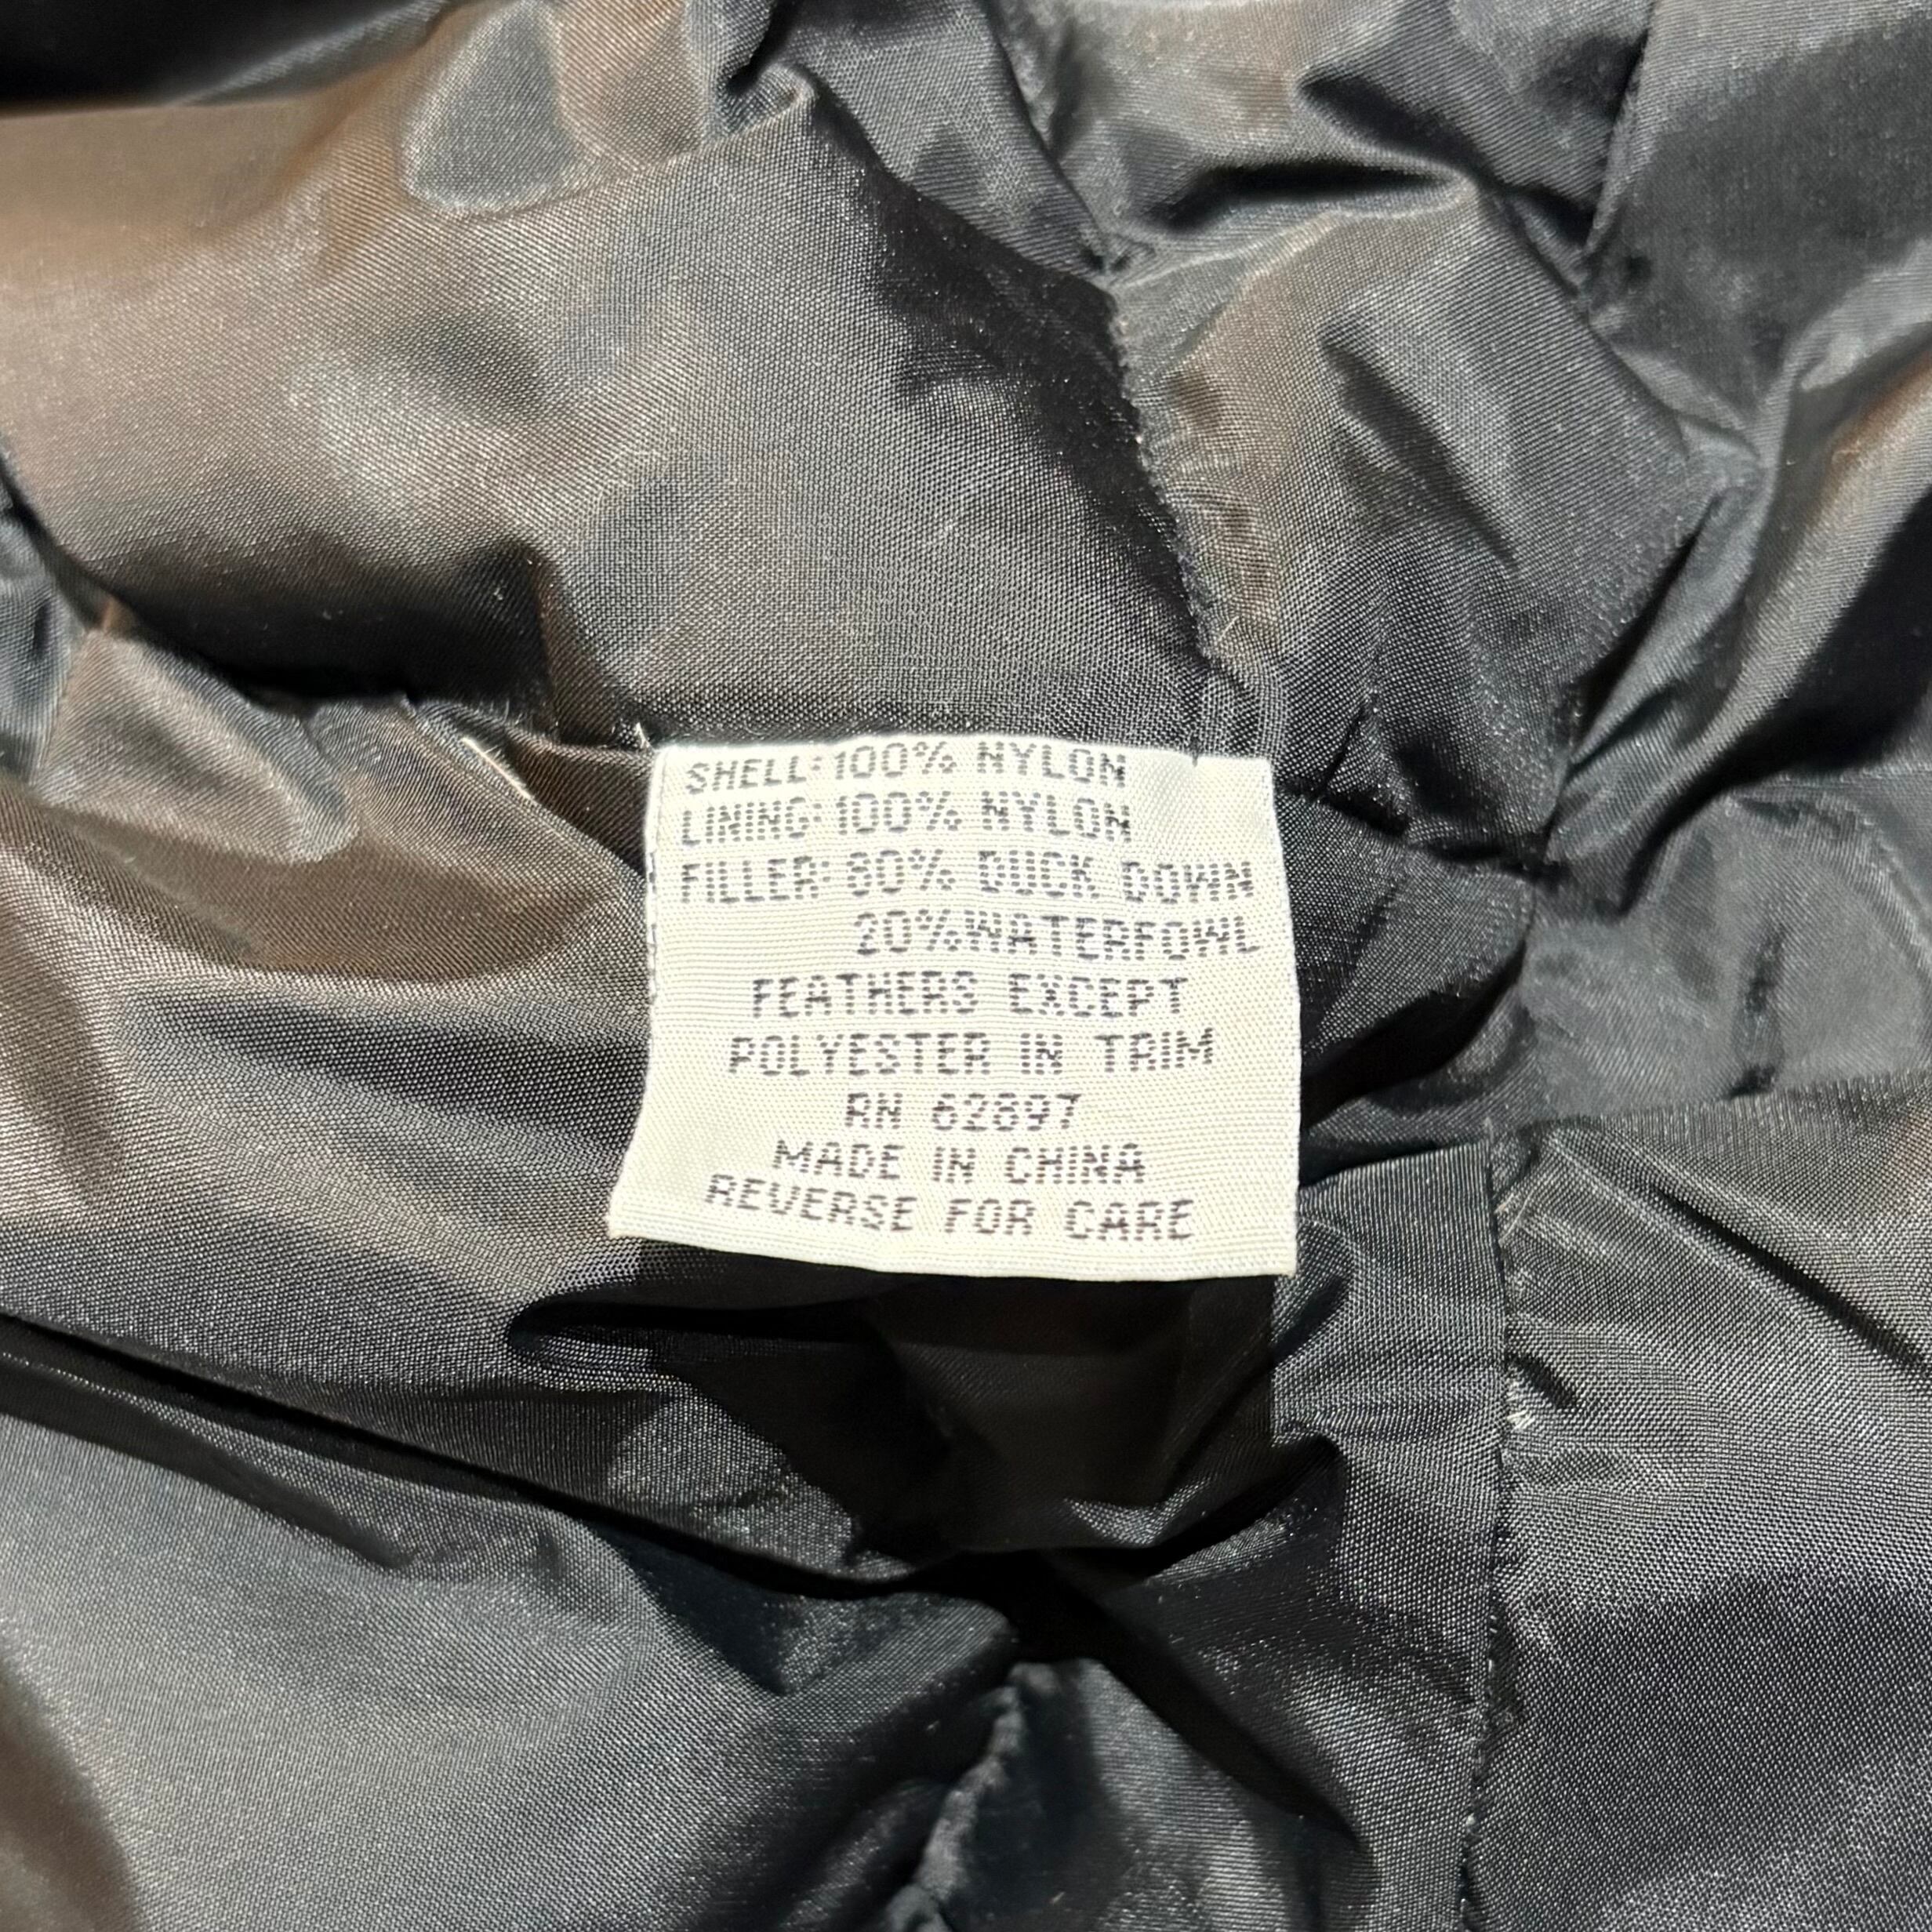 SHELL: 100% NYLON
LINING: 100% NYLON
FILLER: 80% DUCK DOWN
20% WATERFOWL
FEATHERS EXCEPT
POLYESTER IN TRIM
RN 62697
MADE IN CHINA
REVERSE FOR CARE